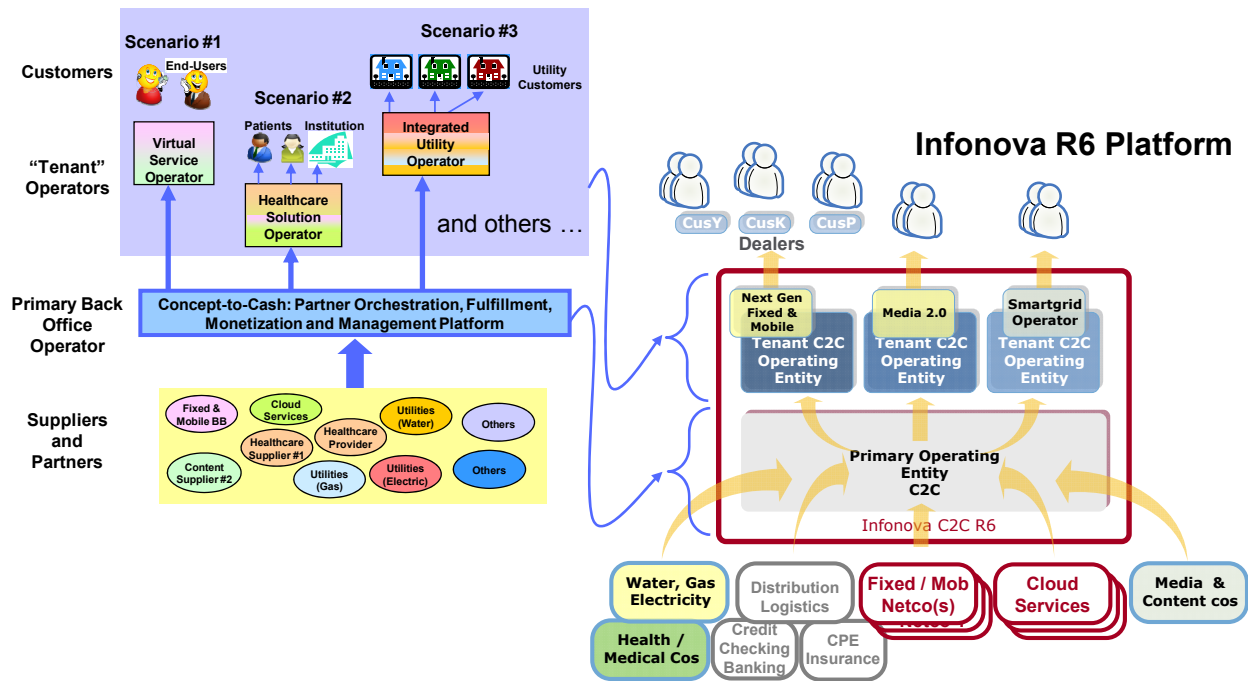 Scenario #1
End-Users
Customers
Scenario #2
Scenario #3
Utility
Customers
Patients
Institution
Virtual
Service
Operator
Integrated
Utility
Operator
"Tenant"
Operators
Healthcare
Solution
Operator
and others …
Primary Back
Office
Operator
Concept-to-Cash: Partner Orchestration, Fulfillment,
Monetization and Management Platform
Suppliers
and
Partners
Fixed &
Mobile BB
Cloud
Services
Utilities
(Water)
Others
Healthcare
Supplier #1
Healthcare
Provider
Content
Supplier #2
Utilities
(Gas)
Utilities
(Electric)
Others
Infonova R6 Platform
CusY
CusK
CusP
Dealers
Next Gen
Fixed &
Mobile
Tenant C2C
Operating
Entity
Media 2.0
Tenant C2C
Operating
Entity
Smartgrid
Operator
Tenant C2C
Operating
Entity
Primary Operating
Entity
C2C
Infonova C2C R6
Water, Gas
Electricity
Distribution
Logistics
Fixed / Mob
Netco(s)
Cloud
Services
Media &
Content cos
Health /
Medical Cos
Credit
Checking
Banking
CPE
Insurance